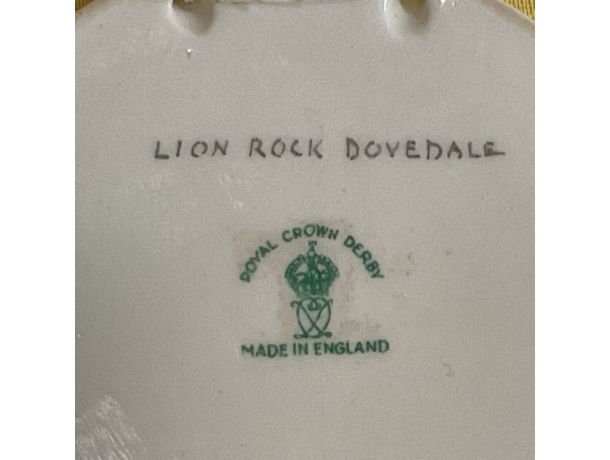 LION ROCK DOVEDALE
ROYAL CROWN DERBY
MADE IN ENGLAND